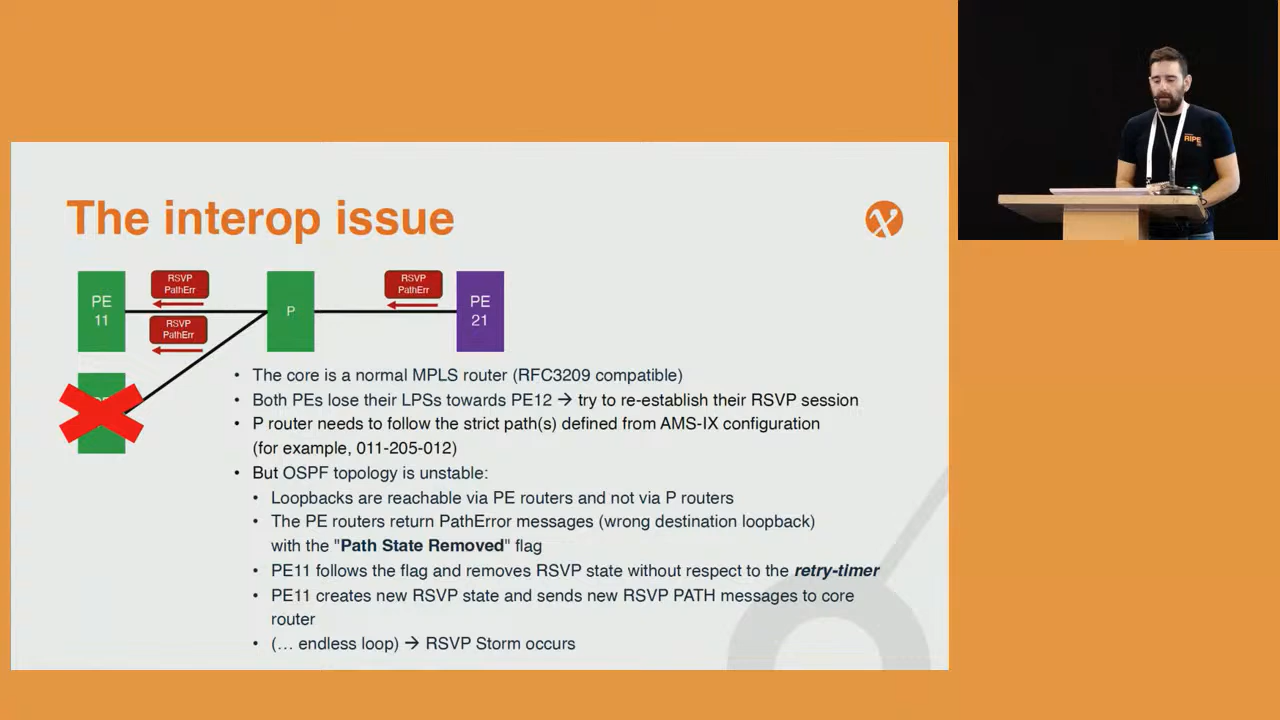 The interop issue
RSVP
PathErr
RSVP
PathErr
PE
11
RSVP
PathErr
P
PE
21
• The core is a normal MPLS router (RFC3209 compatible)
• Both PEs lose their LPSs towards PE12 → try to re-establish their RSVP session
• P router needs to follow the strict path(s) defined from AMS-IX configuration
(for example, 011-205-012)
• But OSPF topology is unstable:
• Loopbacks are reachable via PE routers and not via P routers
• The PE routers return PathError messages (wrong destination loopback)
with the "Path State Removed" flag
• PE11 follows the flag and removes RSVP state without respect to the retry-timer
• PE11 creates new RSVP state and sends new RSVP PATH messages to core
router
• (… endless loop) → RSVP Storm occurs
RIPE